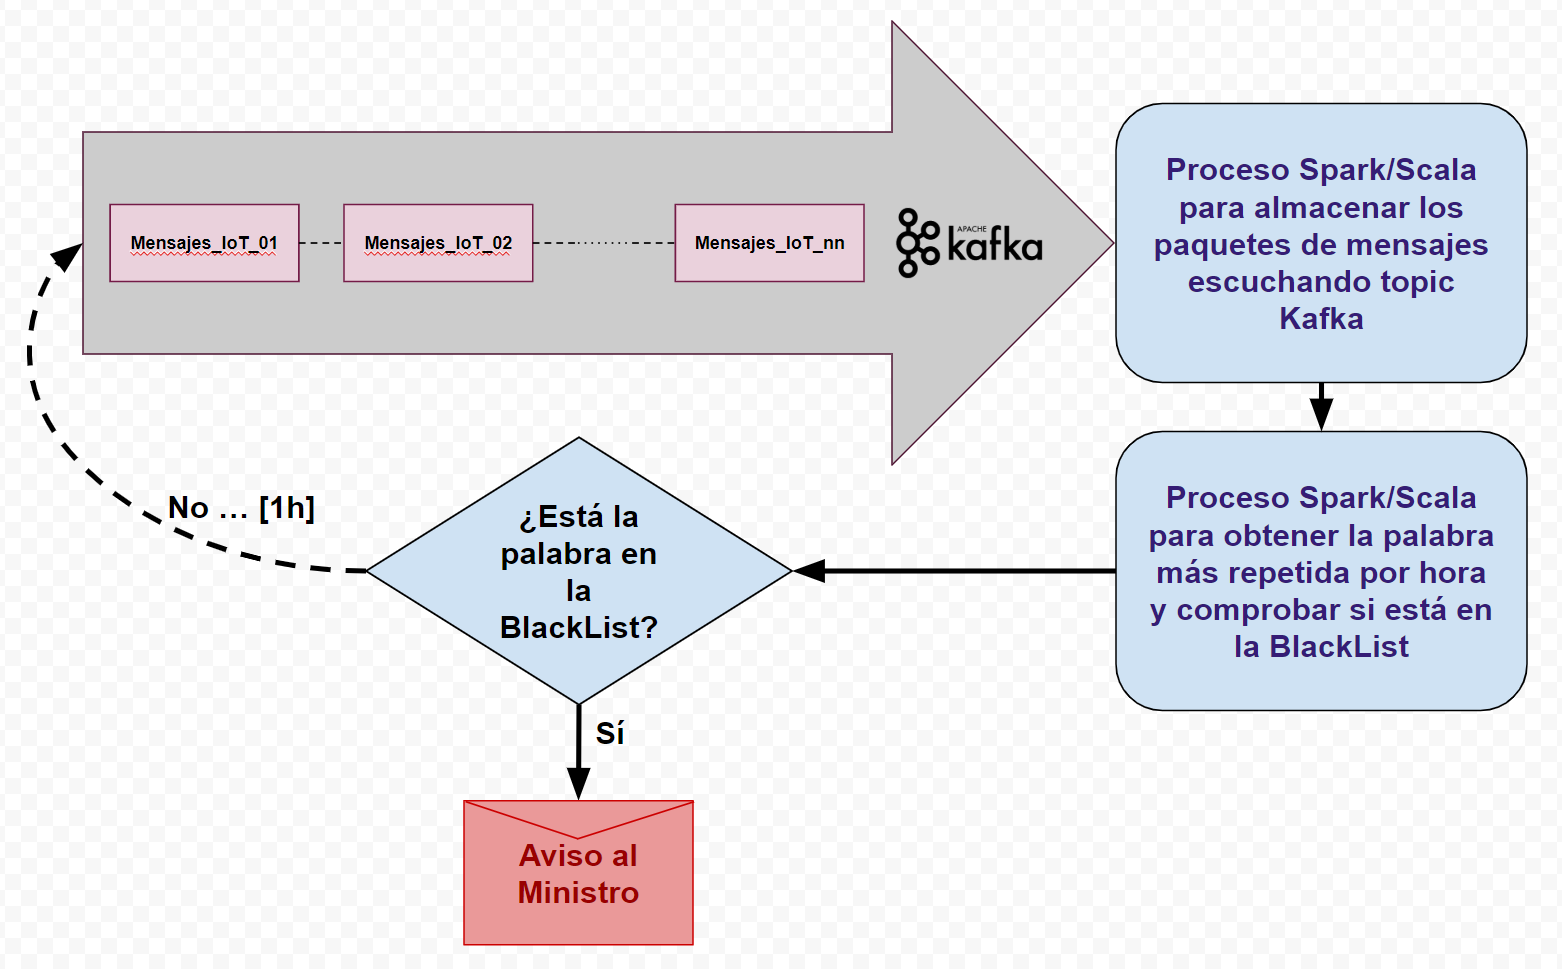 Mensajes_IoT_01
Mensajes_IoT_02
Mensajes_IoT_nn
APACHE
kafka
Proceso Spark/Scala
para almacenar los
paquetes de mensajes
escuchando topic
Kafka
Proceso Spark/Scala
para obtener la palabra
más repetida por hora
y comprobar si está en
la BlackList
¿Está la
palabra en
la
BlackList?
No ... [1h]
Sí
Aviso al
Ministro